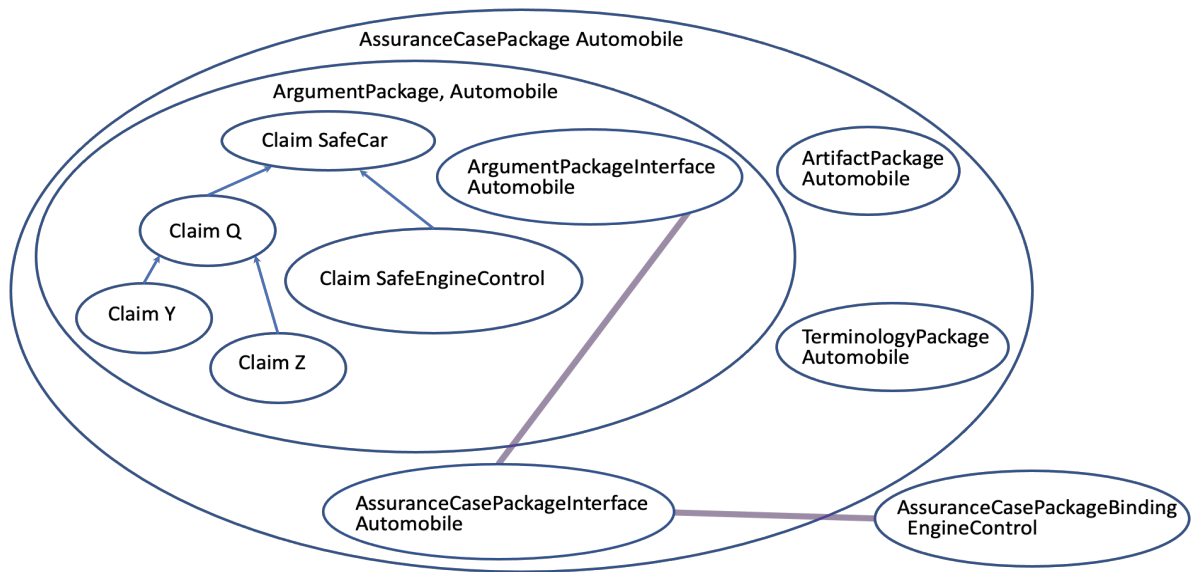 AssuranceCasePackage Automobile
ArgumentPackage, Automobile
Claim SafeCar
ArgumentPackageInterface
Automobile
ArtifactPackage
Automobile
Claim Q
Claim SafeEngineControl
Claim Y
Claim Z
TerminologyPackage
Automobile
AssuranceCasePackageInterface
Automobile
AssuranceCasePackageBinding
EngineControl